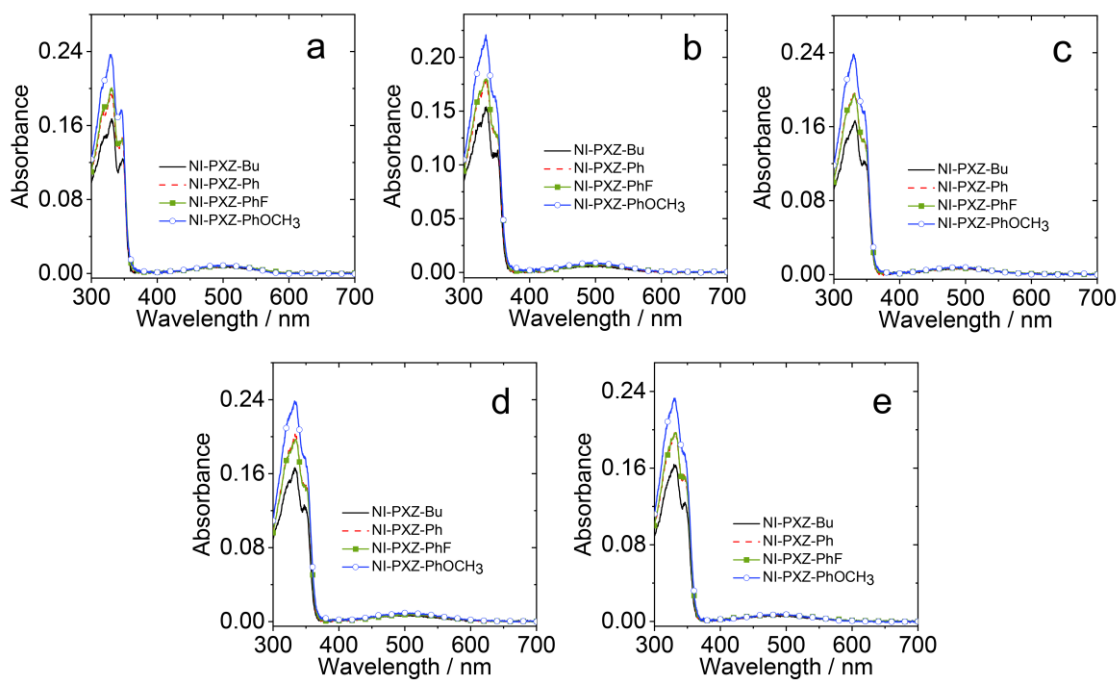 a
Absorbance
0.24
0.16
0.08
0.00
NI-PXZ-Bu
NI-PXZ-Ph
NI-PXZ-PhF
NI-PXZ-PhOCH3
300 400 500 600 700
Wavelength / nm
b
Absorbance
0.20
0.15
0.10
0.05
0.00
NI-PXZ-Bu
NI-PXZ-Ph
NI-PXZ-PhF
NI-PXZ-PhOCH3
300 400 500 600 700
Wavelength / nm
c
Absorbance
0.24
0.16
0.08
0.00
NI-PXZ-Bu
NI-PXZ-Ph
NI-PXZ-PhF
NI-PXZ-PhOCH3
300 400 500 600 700
Wavelength / nm
d
Absorbance
0.24
0.16
0.08
0.00
NI-PXZ-Bu
NI-PXZ-Ph
NI-PXZ-PhF
NI-PXZ-PhOCH3
300 400 500 600 700
Wavelength / nm
e
Absorbance
0.24
0.16
0.08
0.00
NI-PXZ-Bu
NI-PXZ-Ph
NI-PXZ-PhF
NI-PXZ-PhOCH3
300 400 500 600 700
Wavelength / nm